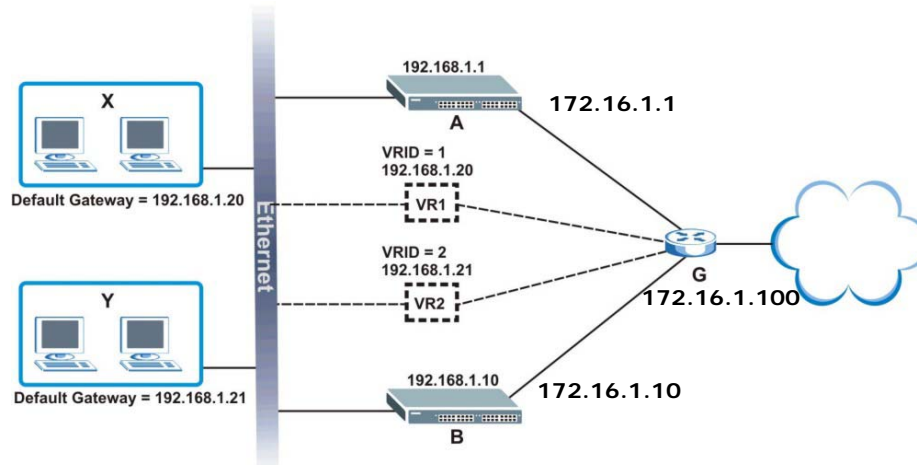 192.168.1.1
172.16.1.1
A
X
Default Gateway = 192.168.1.20
VRID = 1
192.168.1.20
VR1
Ethernet
VRID = 2
192.168.1.21
VR2
G
172.16.1.100
Y
Default Gateway = 192.168.1.21
192.168.1.10
172.16.1.10
B